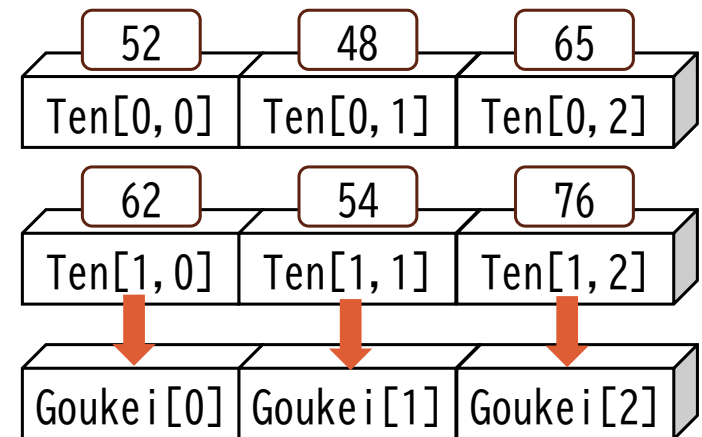 52 48 65
Ten[0,0] Ten[0,1] Ten[0,2]
62 54 76
Ten[1,0] Ten[1,1] Ten[1,2]
Goukei[0] Goukei[1] Goukei[2]